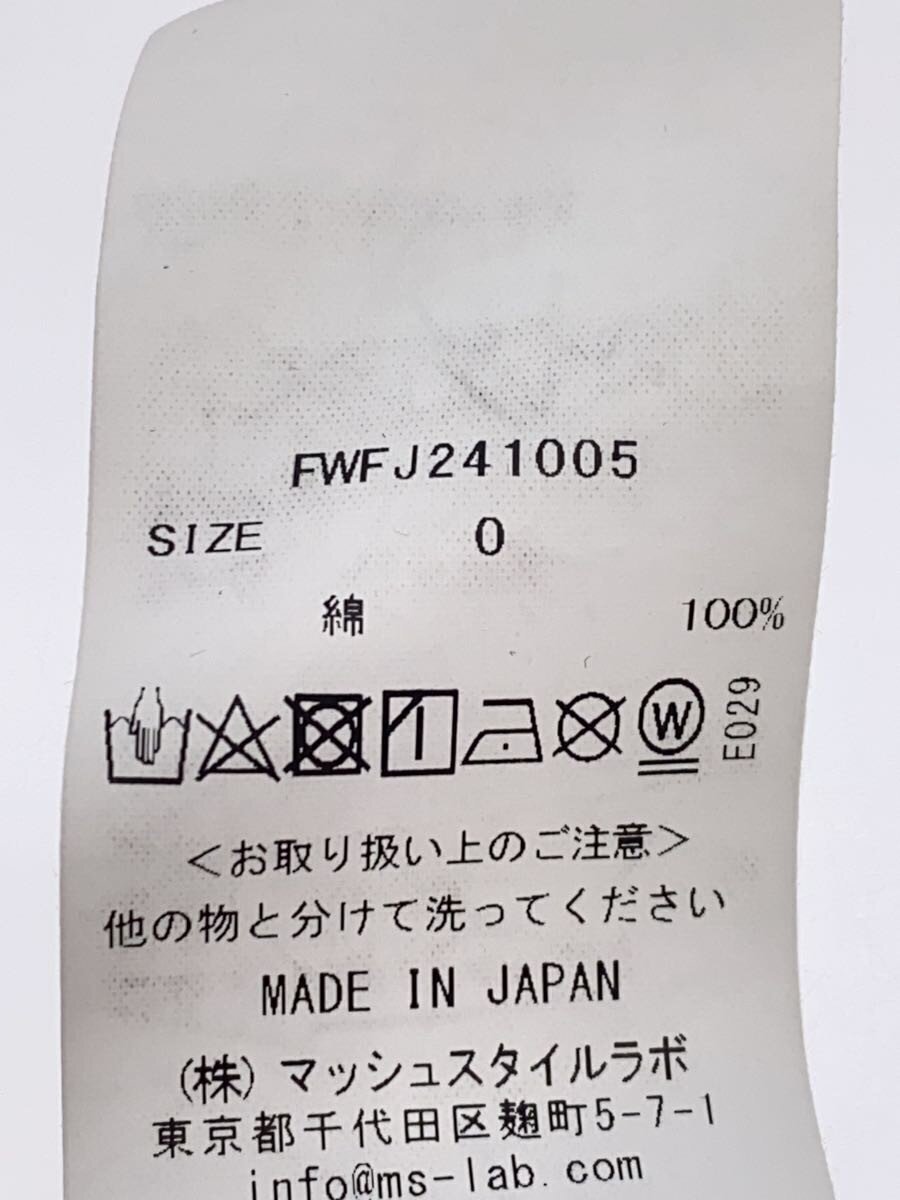 FWFJ241005
SIZE 0
綿 100%
W E029
<お取り扱い上のご注意>
他の物と分けて洗ってください
MADE IN JAPAN
(株)マッシュスタイルラボ
東京都千代田区麹町5-7-1
info@ms-lab.com